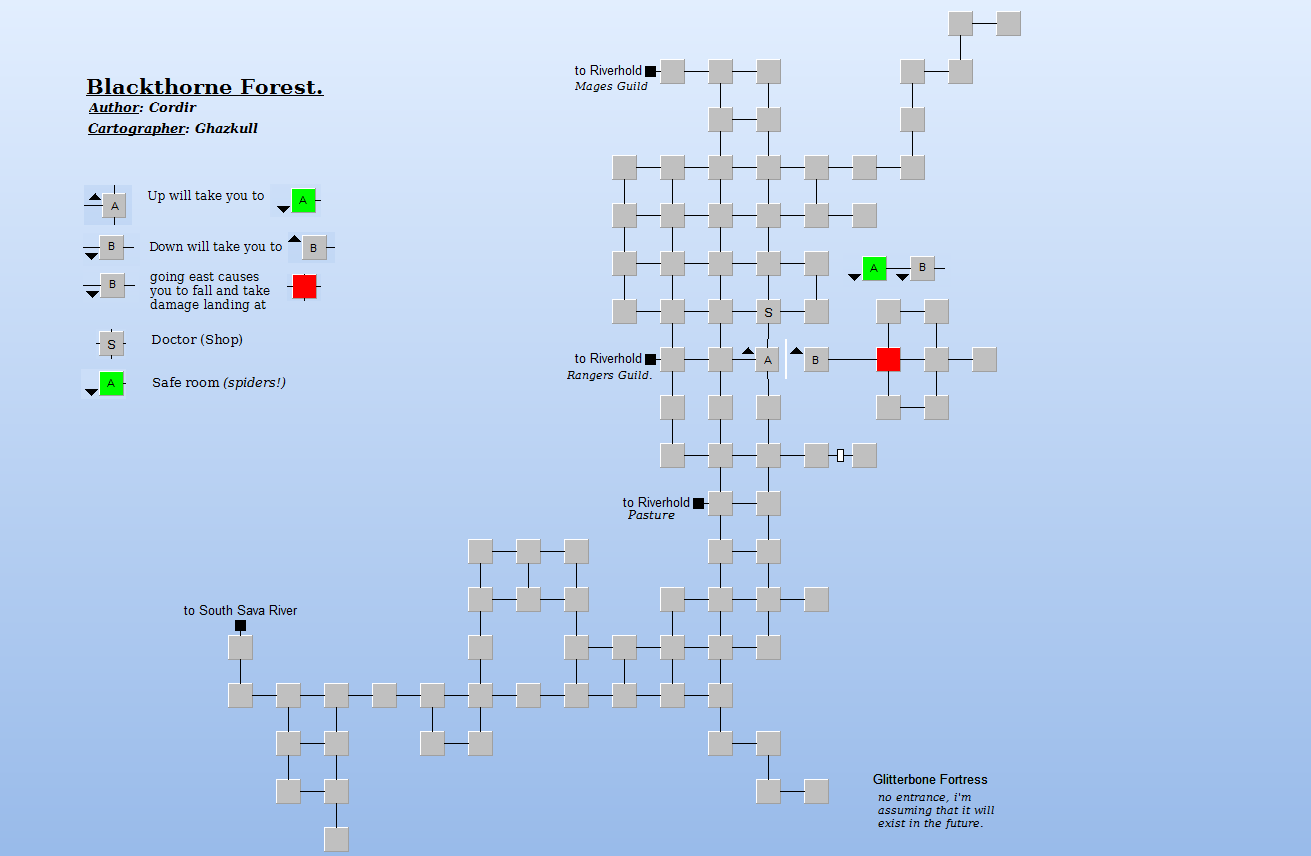 Blackthorne Forest.
Author: Cordir
Cartographer: Ghazkull
A
Up will take you to
A
B
Down will take you to
B
B
going east causes
you to fall and take
damage landing at
S
Doctor (Shop)
A
Safe room (spiders!)
to Riverhold
Mages Guild
A
B
S
to Riverhold
Rangers Guild.
A
B
to Riverhold
Pasture
to South Sava River
Glitterbone Fortress
no entrance, i'm
assuming that it will
exist in the future.